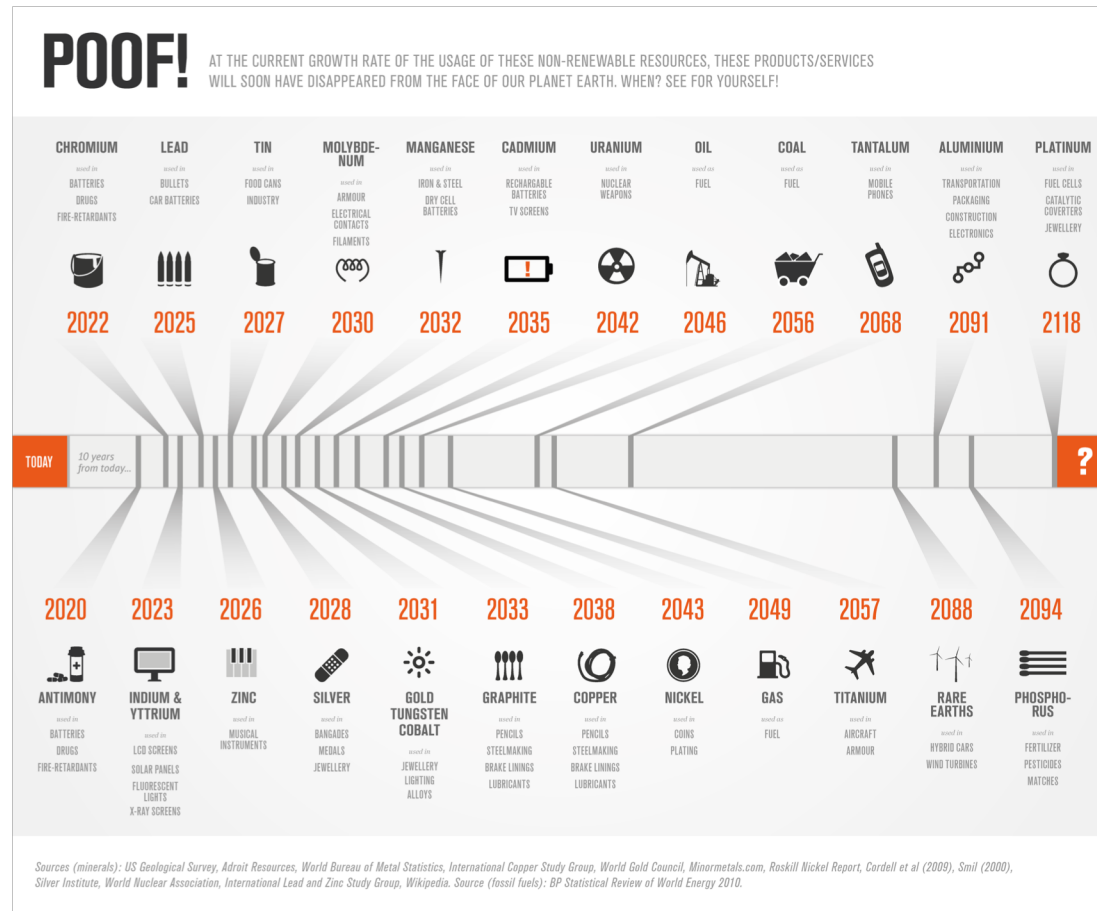 POOF!
AT THE CURRENT GROWTH RATE OF THE USAGE OF THESE NON-RENEWABLE RESOURCES, THESE PRODUCTS/SERVICES
WILL SOON HAVE DISAPPEARED FROM THE FACE OF OUR PLANET EARTH. WHEN? SEE FOR YOURSELF!
CHROMIUM
used in
BATTERIES
DRUGS
FIRE-RETARDANTS
2022
LEAD
used in
BULLETS
CAR BATTERIES
2025
TIN
used in
FOOD CANS
INDUSTRY
2027
MOLYBDE-
NUM
used in
ARMOUR
ELECTRICAL
CONTACTS
FILAMENTS
2030
MANGANESE
used in
IRON & STEEL
DRY CELL
BATTERIES
2032
CADMIUM
used in
RECHARGABLE
BATTERIES
TV SCREENS
!
2035
URANIUM
used in
NUCLEAR
WEAPONS
2042
OIL
used as
FUEL
2046
COAL
used as
FUEL
2056
TANTALUM
used in
MOBILE
PHONES
2068
ALUMINIUM
used in
TRANSPORTATION
PACKAGING
CONSTRUCTION
ELECTRONICS
2091
PLATINUM
used in
FUEL CELLS
CATALYTIC
COVERTERS
JEWELLERY
2118
TODAY
10 years
from today...
?
2020
ANTIMONY
used in
BATTERIES
DRUGS
FIRE-RETARDANTS
2023
INDIUM &
YTTRIUM
used in
LCD SCREENS
SOLAR PANELS
FLUORESCENT
LIGHTS
X-RAY SCREENS
2026
ZINC
used in
MUSICAL
INSTRUMENTS
2028
SILVER
used in
BANGADES
MEDALS
JEWELLERY
2031
GOLD
TUNGSTEN
COBALT
used in
JEWELLERY
LIGHTING
ALLOYS
2033
GRAPHITE
used in
PENCILS
STEELMAKING
BRAKE LININGS
LUBRICANTS
2038
COPPER
used in
PENCILS
STEELMAKING
BRAKE LININGS
LUBRICANTS
2043
NICKEL
used in
COINS
PLATING
2049
GAS
used as
FUEL
2057
TITANIUM
used in
AIRCRAFT
ARMOUR
2088
RARE
EARTHS
used in
HYBRID CARS
WIND TURBINES
2094
PHOSPHO-
RUS
used in
FERTILIZER
PESTICIDES
MATCHES
Sources (minerals): US Geological Survey, Adroit Resources, World Bureau of Metal Statistics, International Copper Study Group, World Gold Council, Minormetals.com, Roskill Nickel Report, Cordell et al (2009), Smil (2000),
Silver Institute, World Nuclear Association, International Lead and Zinc Study Group, Wikipedia. Source (fossil fuels): BP Statistical Review of World Energy 2010.